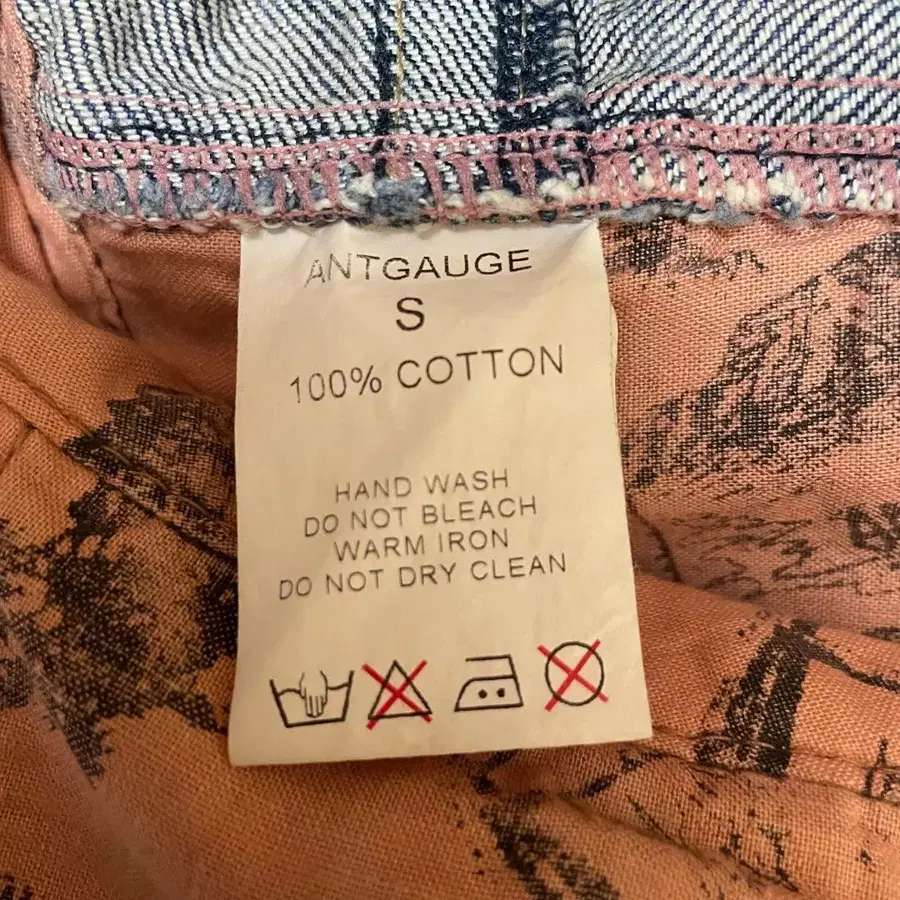 ANTGAUGE
S
100% COTTON
HAND WASH
DO NOT BLEACH
WARM IRON
DO NOT DRY CLEAN